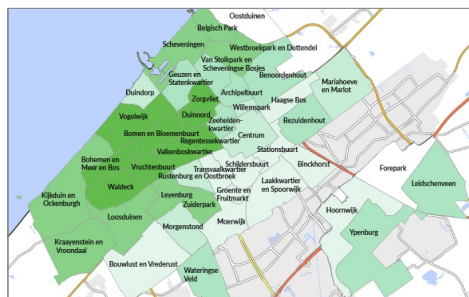 Oostduinen
Belgisch Park
Scheveningen
Westbroekpark en Duttendel
Van Stolkpark en
Scheveningse Bosjes
Geuzen en
Statenkwartier
Benoordenhout
Mariahoeve
en Marlot
Duindorp
Zorgvliet
Archipelbuurt
Willemspark
Haagse Bos
Vogelwijk
Duinoord
Zeehelden-
kwartier
Bezuidenhout
Bomen en Bloemenbuurt
Regentessekwartier
Centrum
Valkenboskwartier
Stationsbuurt
Bohemen en
Meer en Bos
Vruchtenbuurt
Transvaalkwartier
Schildersbuurt
Binckhorst
Forepark
Rustenburg en Oostbroek
Waldeck
Laakkwartier
en Spoorwijk
Leidschenveen
Kijkduin en
Ockenburgh
Leyenburg
Groente en
Fruitmarkt
Zuiderpark
Hoornwijk
Loosduinen
Moerwijk
Morgenstond
Ypenburg
Kraayenstein en
Vroondaal
Bouwlust en Vrederust
Wateringse
Veld